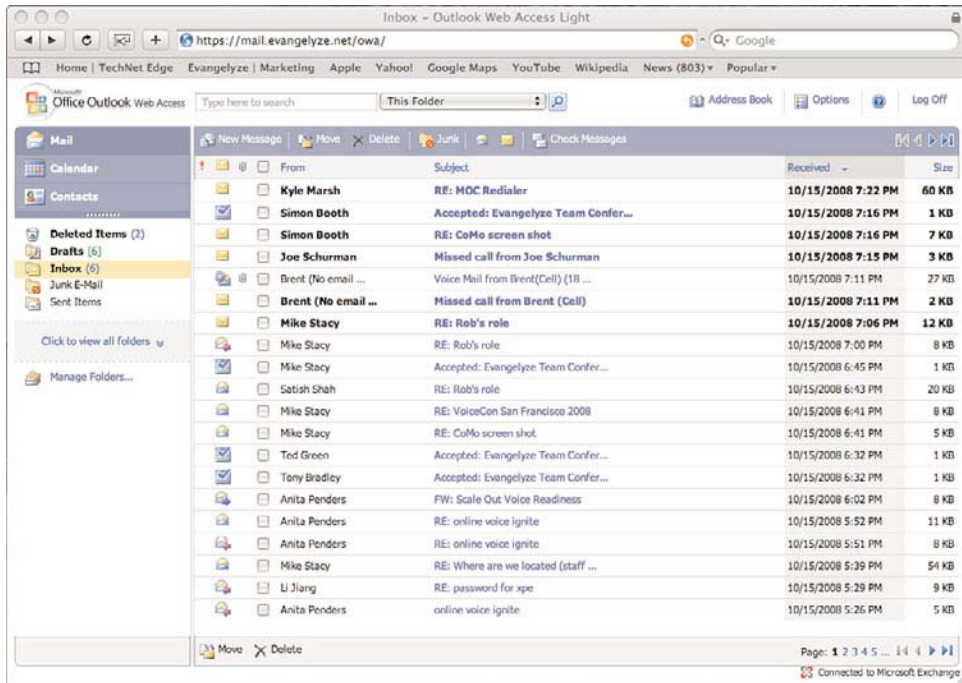 Inbox – Outlook Web Access Light
https://mail.evangelyze.net/owa/
Google
Home | TechNet Edge Evangelyze | Marketing Apple Yahoo! Google Maps YouTube Wikipedia News (803) Popular
Microsoft
Office Outlook Web Access
Type here to search
This Folder
Address Book
Options
Log Off
Mail
Calendar
Contacts
Deleted Items (2)
Drafts [6]
Inbox (6)
Junk E-Mail
Sent Items
Click to view all folders
Manage Folders...
New Message Move Delete Junk Check Messages
From Subject Received Size
Kyle Marsh RE: MOC Redialer 10/15/2008 7:22 PM 60 KB
Simon Booth Accepted: Evangelyze Team Confer... 10/15/2008 7:16 PM 1 KB
Simon Booth RE: CoMo screen shot 10/15/2008 7:16 PM 7 KB
Joe Schurman Missed call from Joe Schurman 10/15/2008 7:15 PM 3 KB
Brent (No email ... Voice Mail from Brent(Cell) (18 ... 10/15/2008 7:11 PM 27 KB
Brent (No email ... Missed call from Brent (Cell) 10/15/2008 7:11 PM 2 KB
Mike Stacy RE: Rob's role 10/15/2008 7:06 PM 12 KB
Mike Stacy RE: Rob's role 10/15/2008 7:00 PM 8 KB
Mike Stacy Accepted: Evangelyze Team Confer... 10/15/2008 6:45 PM 1 KB
Satish Shah RE: Rob's role 10/15/2008 6:43 PM 20 KB
Mike Stacy RE: VoiceCon San Francisco 2008 10/15/2008 6:41 PM 8 KB
Mike Stacy RE: CoMo screen shot 10/15/2008 6:41 PM 5 KB
Ted Green Accepted: Evangelyze Team Confer... 10/15/2008 6:32 PM 1 KB
Tony Bradley Accepted: Evangelyze Team Confer... 10/15/2008 6:32 PM 1 KB
Anita Penders FW: Scale Out Voice Readiness 10/15/2008 6:02 PM 8 KB
Anita Penders RE: online voice ignite 10/15/2008 5:52 PM 11 KB
Anita Penders RE: online voice ignite 10/15/2008 5:51 PM 8 KB
Mike Stacy RE: Where are we located (staff ... 10/15/2008 5:39 PM 54 KB
Li Jiang RE: password for xpe 10/15/2008 5:29 PM 9 KB
Anita Penders online voice ignite 10/15/2008 5:26 PM 5 KB
Move Delete
Page: 1 2 3 4 5 ...
Connected to Microsoft Exchange